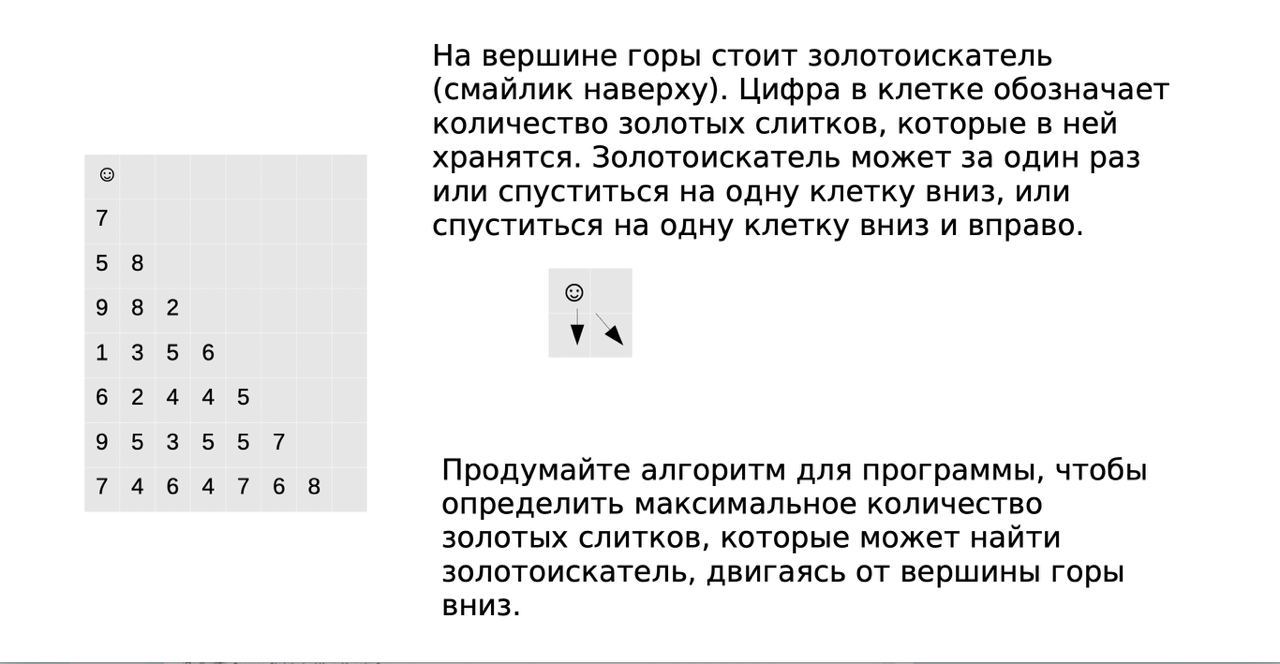 На вершине горы стоит золотоискатель
(смайлик наверху). Цифра в клетке обозначает
количество золотых слитков, которые в ней
хранятся. Золотоискатель может за один раз
или спуститься на одну клетку вниз, или
спуститься на одну клетку вниз и вправо.
☺
7
5 8
9 8 2
1 3 5 6
6 2 4 4 5
9 5 3 5 5 7
7 4 6 4 7 6 8
☺
Продумайте алгоритм для программы, чтобы
определить максимальное количество
золотых слитков, которые может найти
золотоискатель, двигаясь от вершины горы
вниз.